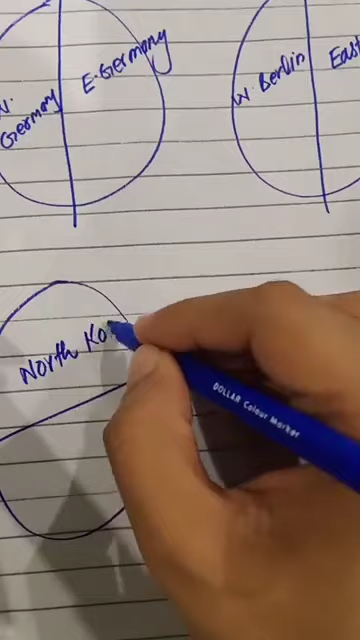 W.
Germany
E. Germany
W. Berlin
East
North Ko
DOLLAR Colour Marker